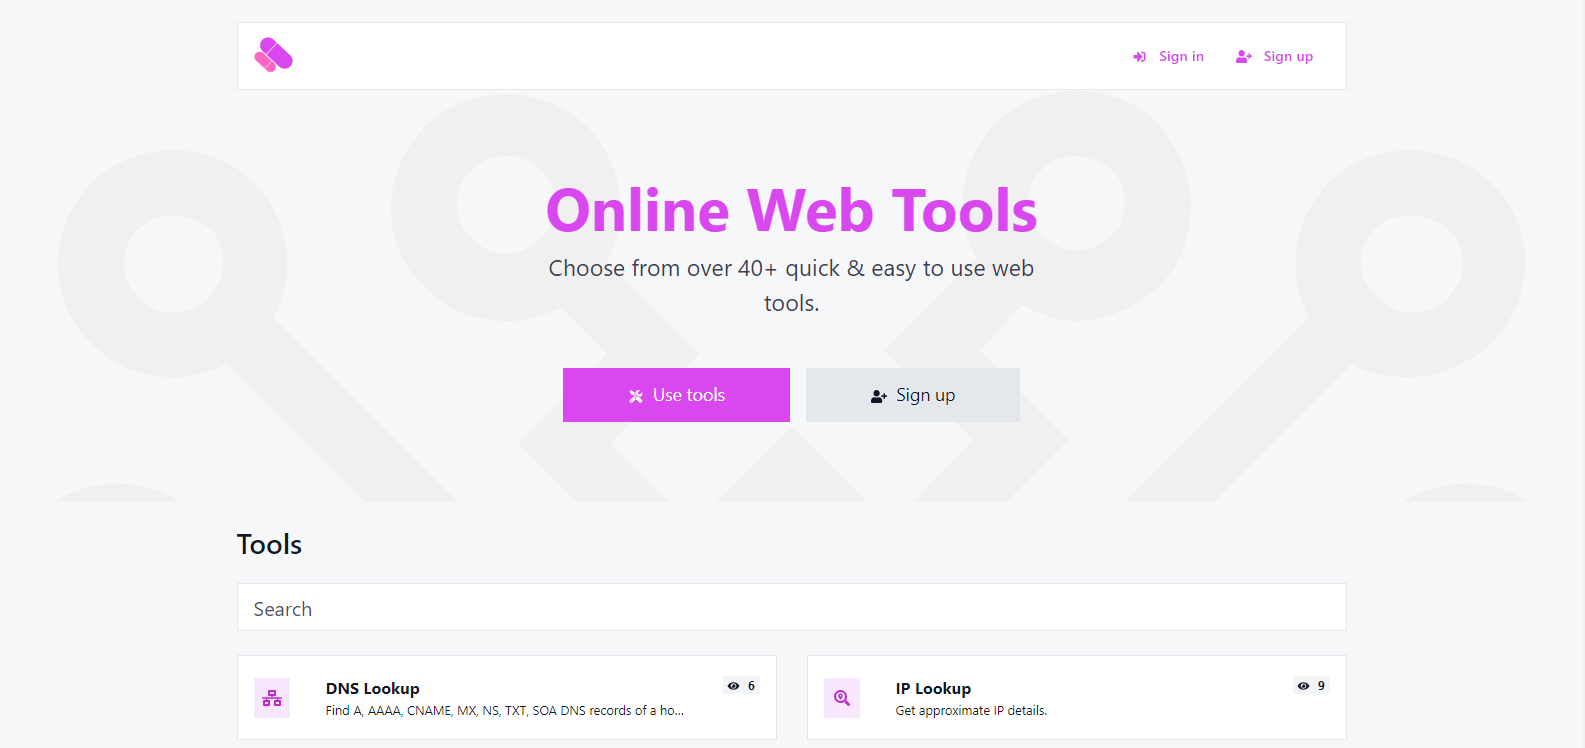 Sign in
Sign up
Online Web Tools
Choose from over 40+ quick & easy to use web
tools.
Use tools
Sign up
Tools
Search
DNS Lookup
6
Find A, AAAA, CNAME, MX, NS, TXT, SOA DNS records of a ho...
IP Lookup
9
Get approximate IP details.